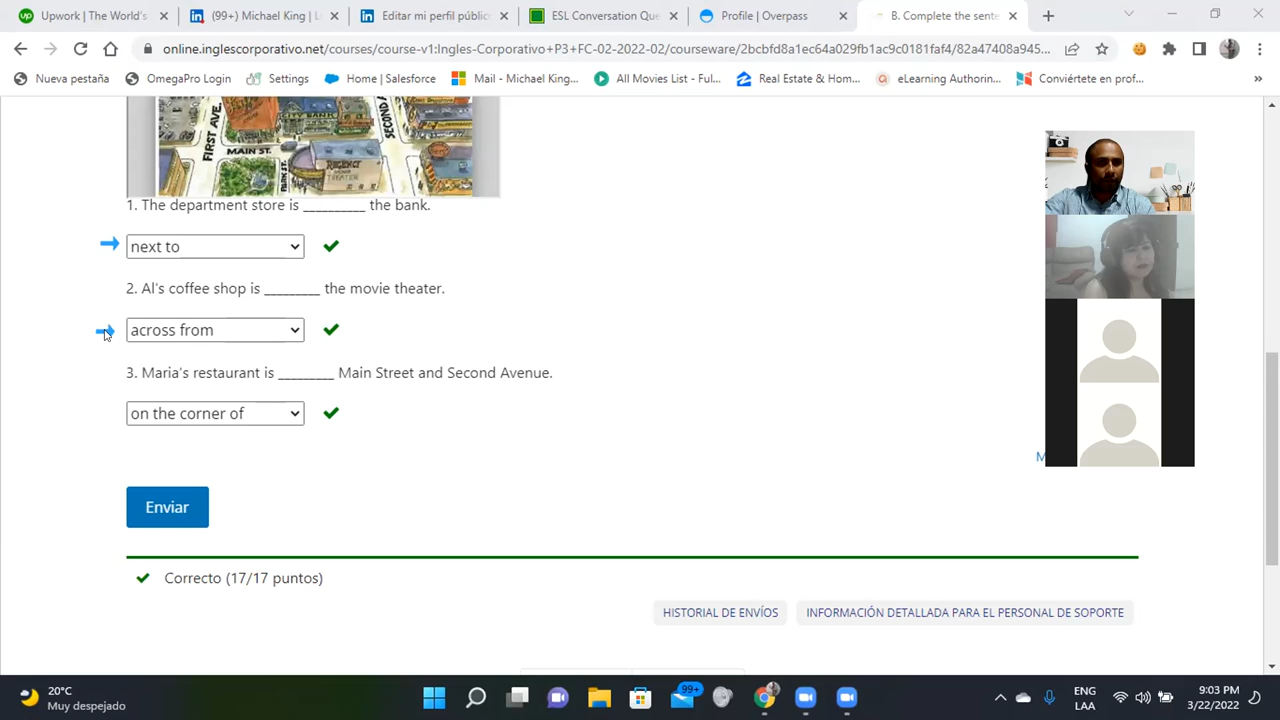 Upwork | The World's
(99+) Michael King | L
Editar mi perfil públic
ESL Conversation Que
Profile | Overpass
B. Complete the sente
online.inglescorporativo.net/courses/course-v1:Ingles-Corporativo+P3+FC-02-2022-02/courseware/2bcbfd8a1ec64a029fb1ac9c0181faf4/82a47408a945...
Nueva pestaña
OmegaPro Login
Settings
Home | Salesforce
Mail - Michael King...
All Movies List - Ful...
Real Estate & Hom...
eLearning Authorin...
Conviértete en prof...
»
FIRST AVE.
BANK
SECOND A
MAIN ST.
PARK ST.
REGENCY
THEATER
1. The department store is __________ the bank.
next to
2. Al's coffee shop is _________ the movie theater.
across from
3. Maria's restaurant is _________ Main Street and Second Avenue.
on the corner of
M
Enviar
Correcto (17/17 puntos)
HISTORIAL DE ENVÍOS
INFORMACIÓN DETALLADA PARA EL PERSONAL DE SOPORTE
20°C
Muy despejado
99+
ENG
LAA
9:03 PM
3/22/2022